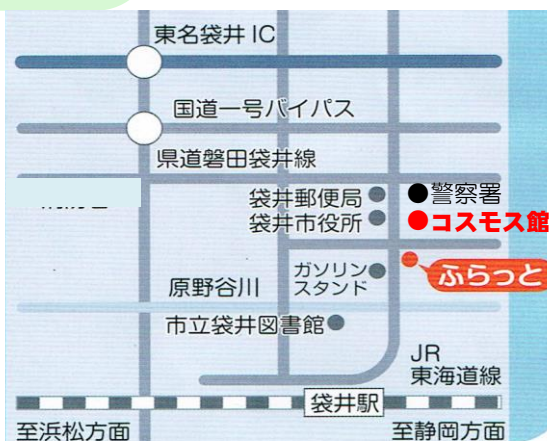 東名袋井IC
国道一号バイパス
県道磐田袋井線
袋井郵便局
●警察署
袋井市役所
●コスモス館
ガソリン
スタンド
ふらっと
原野谷川
市立袋井図書館
JR
東海道線
袋井駅
至浜松方面
至静岡方面